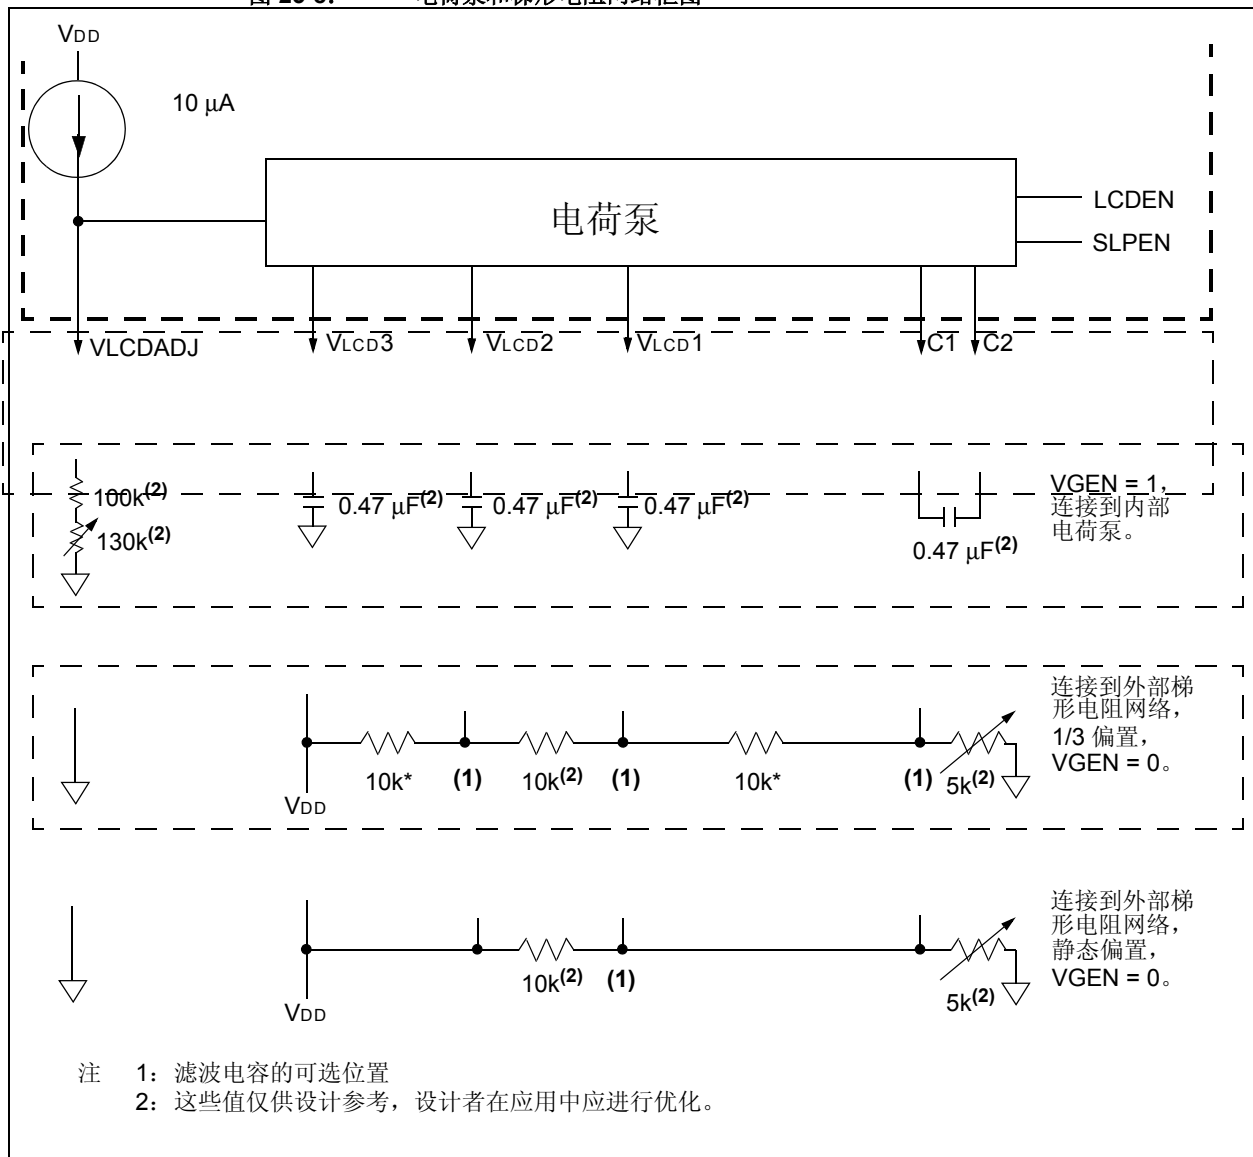 VDD
10 μA
电荷泵
LCDEN
SLPEN
VLCDADJ
VLCD3
VLCD2
VLCD1
C1
C2
100k(2)
130k(2)
0.47 μF(2)
0.47 μF(2)
0.47 μF(2)
0.47 μF(2)
VGEN = 1，
连接到内部
电荷泵。
VDD
10k*
(1)
10k(2)
(1)
10k*
(1)
5k(2)
连接到外部梯
形电阻网络，
1/3 偏置，
VGEN = 0。
VDD
10k(2)
(1)
5k(2)
连接到外部梯
形电阻网络，
静态偏置，
VGEN = 0。
注 1：滤波电容的可选位置
2：这些值仅供设计参考，设计者在应用中应进行优化。